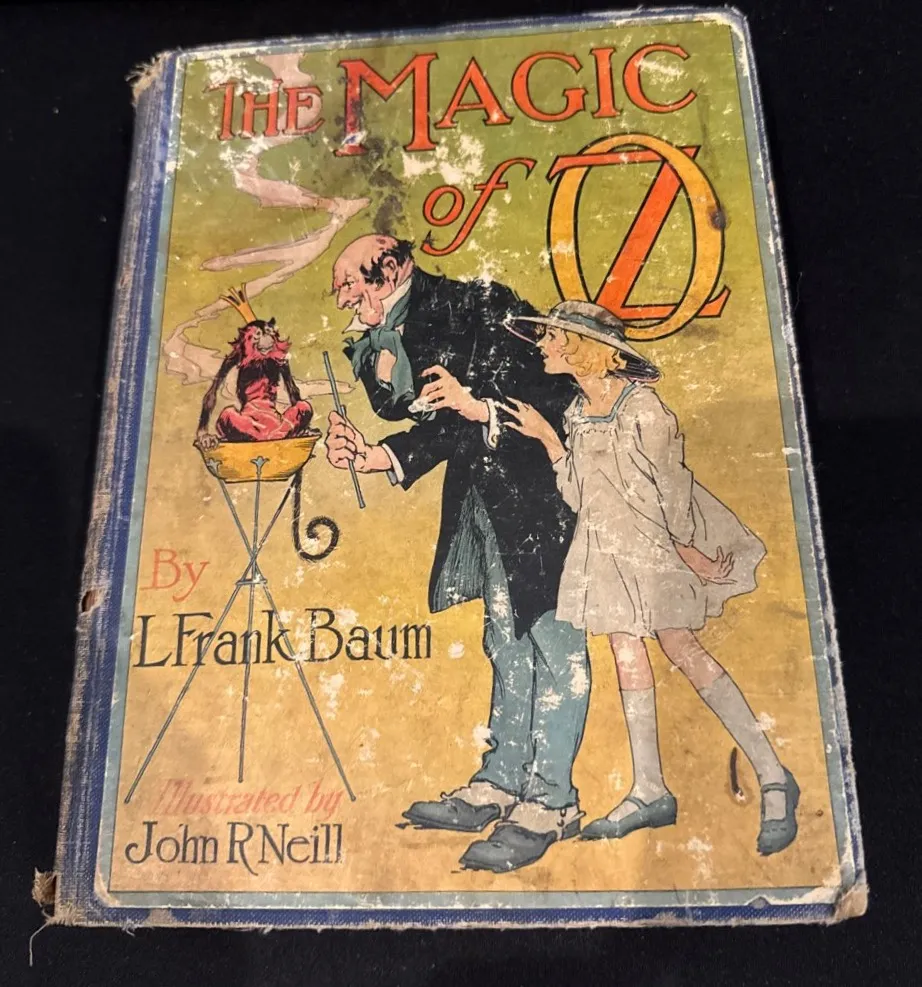 THE MAGIC
of OZ
By
L Frank Baum
Illustrated by
John R Neill